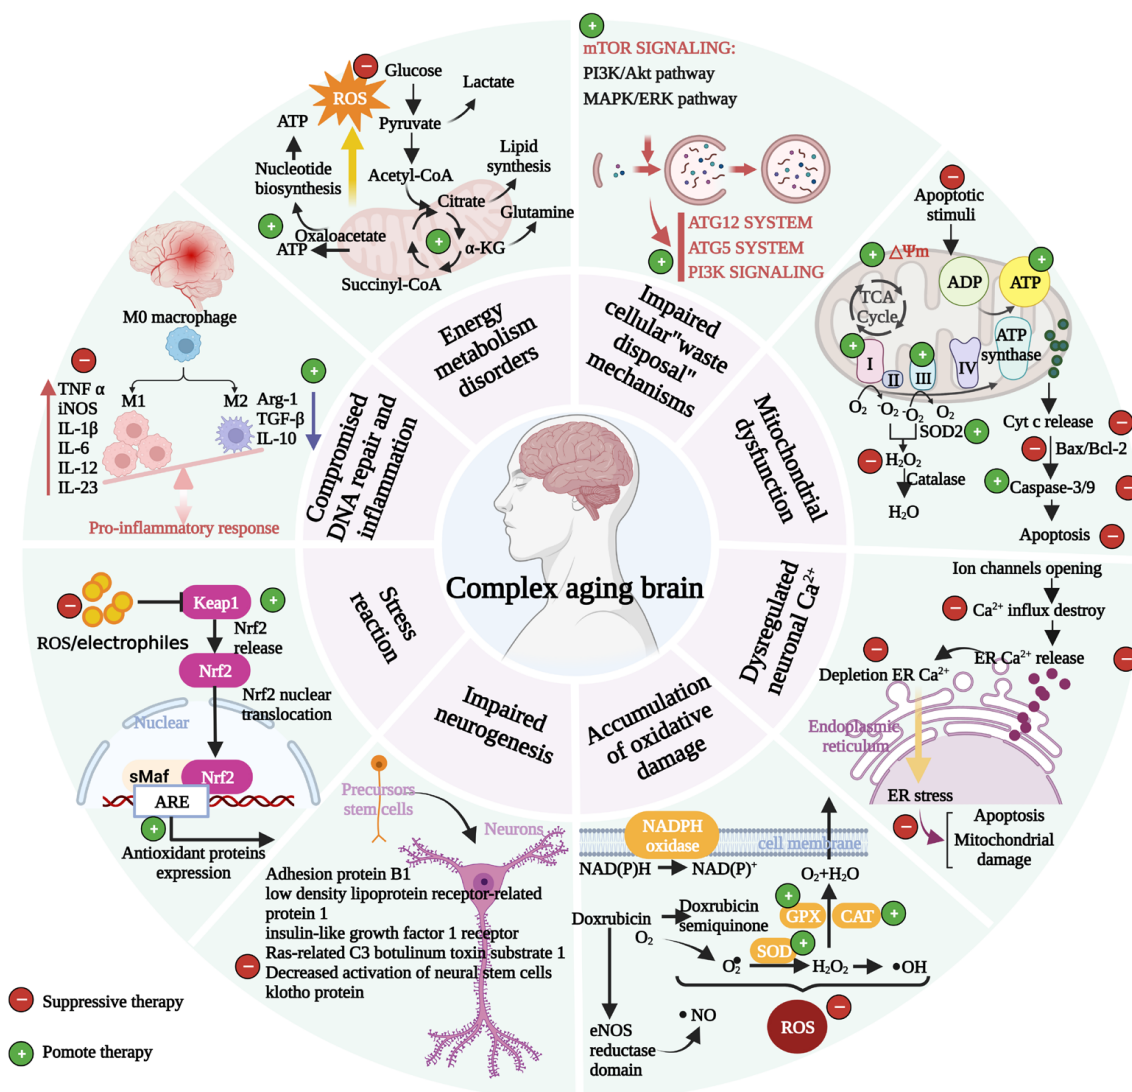 mTOR SIGNALING:
PI3K/Akt pathway
MAPK/ERK pathway
ATG12 SYSTEM
ATG5 SYSTEM
PI3K SIGNALING
Glucose
Lactate
ROS
ATP
Pyruvate
Lipid
synthesis
Nucleotide
biosynthesis
Acetyl-CoA
Citrate
Glutamine
Oxaloacetate
ATP
α-KG
Succinyl-CoA
Apoptotic
stimuli
△Ψm
ADP
ATP
TCA
Cycle
ATP
synthase
I
II
III
IV
O₂
⁻O₂
⁻O₂
O₂
SOD2
H₂O₂
Catalase
H₂O
Cyt c release
Bax/Bcl-2
Caspase-3/9
Apoptosis
M0 macrophage
M1
M2
TNF α
iNOS
IL-1β
IL-6
IL-12
IL-23
Arg-1
TGF-β
IL-10
Pro-inflammatory response
Energy
metabolism
disorders
Impaired
cellular"waste
disposal"
mechanisms
Mitochondrial
dysfunction
Compromised
DNA repair and
inflammation
Complex aging brain
Stress
reaction
Impaired
neurogenesis
Accumulation
of oxidative
damage
Dysregulated
neuronal Ca²⁺
Ion channels opening
Ca²⁺ influx destroy
ER Ca²⁺ release
Depletion ER Ca²⁺
Endoplasmic
reticulum
ER stress
Apoptosis
Mitochondrial
damage
Keap1
ROS/electrophiles
Nrf2
release
Nrf2
Nrf2 nuclear
translocation
Nuclear
sMaf
Nrf2
ARE
Antioxidant proteins
expression
Precursors
stem cells
Neurons
Adhesion protein B1
low density lipoprotein receptor-related
protein 1
insulin-like growth factor 1 receptor
Ras-related C3 botulinum toxin substrate 1
Decreased activation of neural stem cells
klotho protein
NADPH
oxidase
cell membrane
NAD(P)H
NAD(P)⁺
O₂+H₂O
Doxrubicin
Doxrubicin
semiquinone
O₂
GPX
CAT
SOD
O₂•
H₂O₂
•OH
• NO
ROS
eNOS
reductase
domain
Suppressive therapy
Pomote therapy